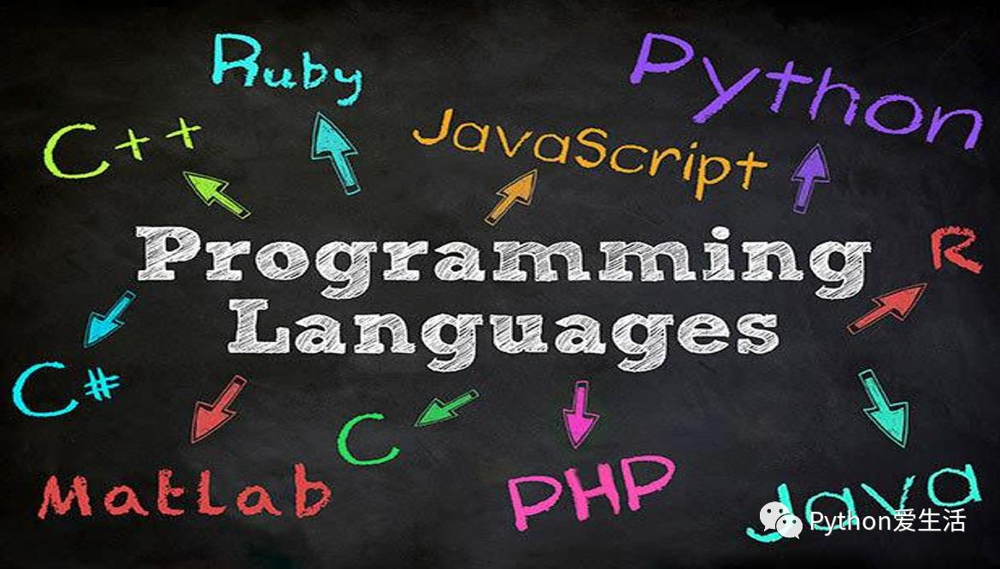 Ruby
Python
C++
JavaScript
Programming
R
Languages
C#
C
Matlab
PHP
Java
Python爱生活